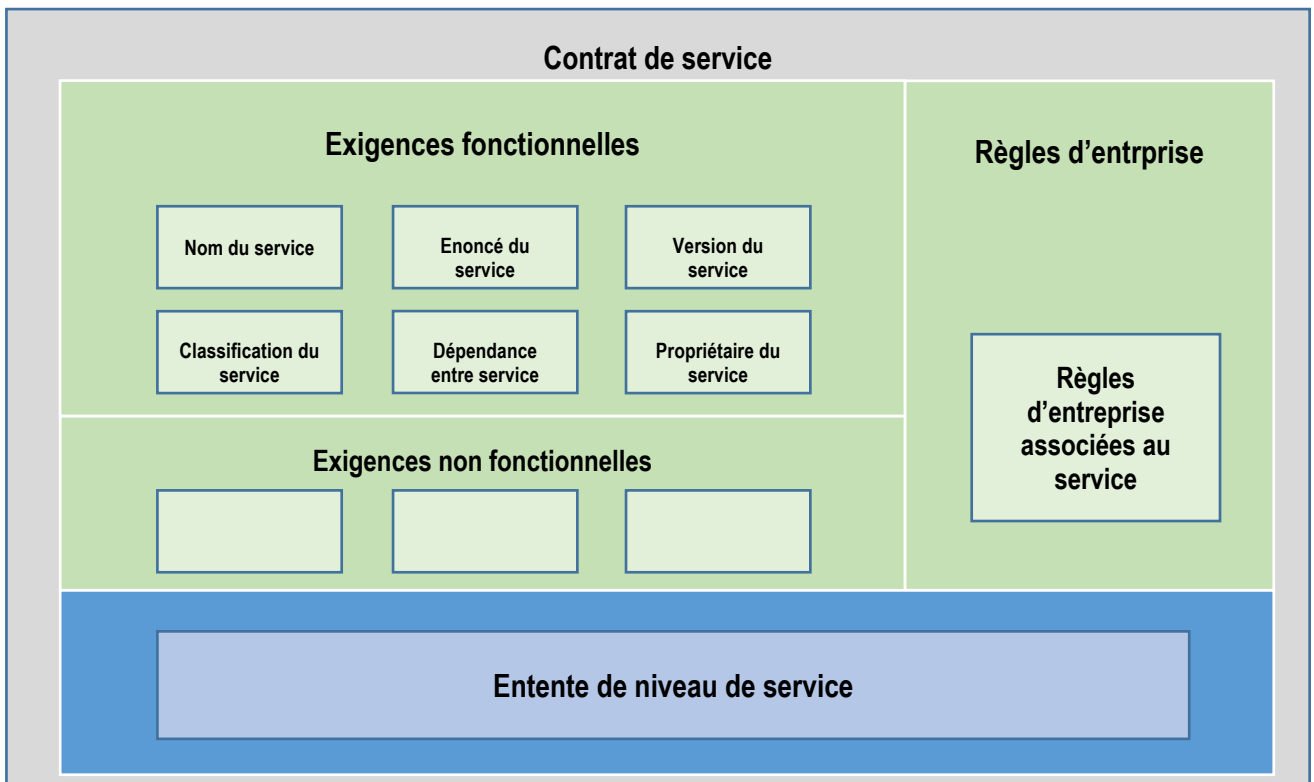 Contrat de service
Exigences fonctionnelles
Nom du service
Enoncé du
service
Version du
service
Classification du
service
Dépendance
entre service
Propriétaire du
service
Exigences non fonctionnelles
Règles d’entrprise
Règles
d’entreprise
associées au
service
Entente de niveau de service